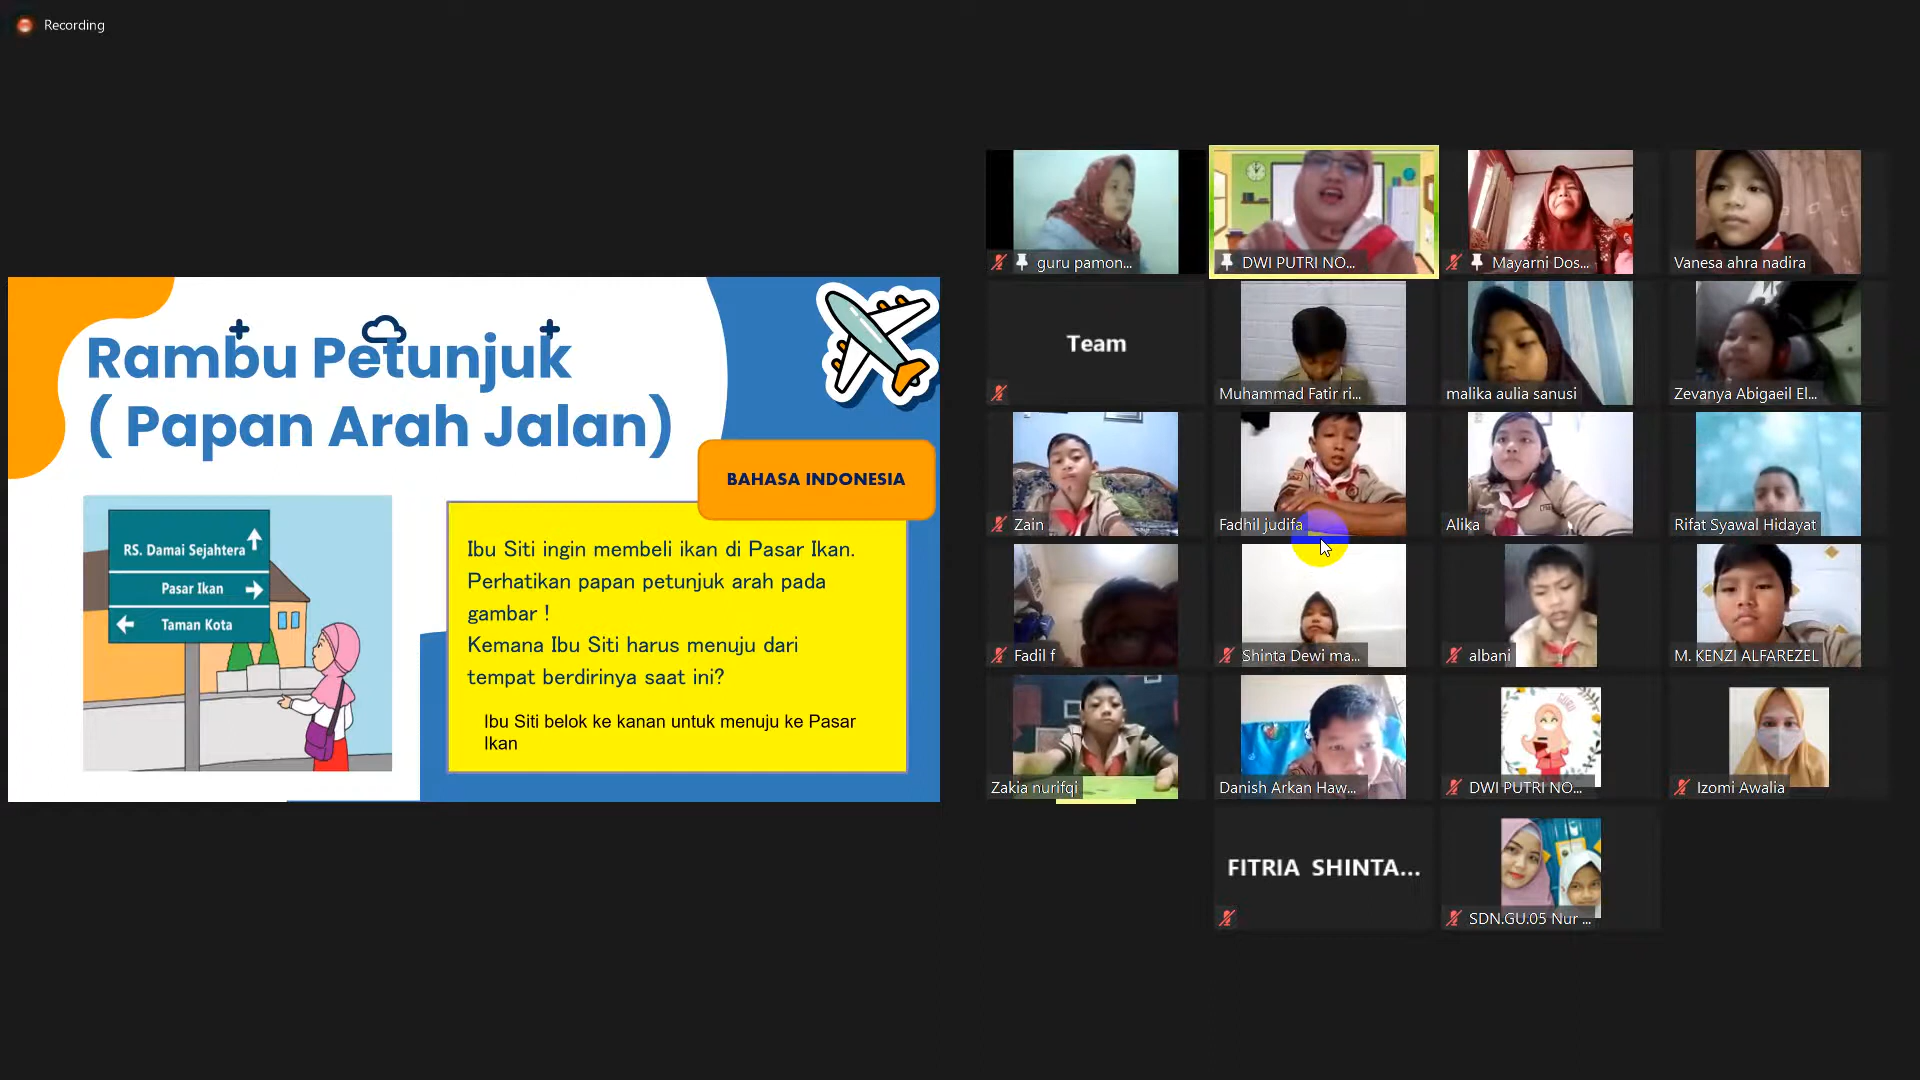 Recording
Rambu Petunjuk
( Papan Arah Jalan)
BAHASA INDONESIA
RS. Damai Sejahtera
Pasar Ikan
Taman Kota
Ibu Siti ingin membeli ikan di Pasar Ikan.
Perhatikan papan petunjuk arah pada
gambar !
Kemana Ibu Siti harus menuju dari
tempat berdirinya saat ini?
Ibu Siti belok ke kanan untuk menuju ke Pasar
Ikan
guru pamon...
DWI PUTRI NO...
Mayarni Dos...
Vanesa ahra nadira
Team
Muhammad Fatir ri...
malika aulia sanusi
Zevanya Abigaeil El...
Zain
Fadhil judifa
Alika
Rifat Syawal Hidayat
Fadil f
Shinta Dewi ma...
albani
M. KENZI ALFAREZEL
Zakia nurifqi
Danish Arkan Haw...
GURU
DWI PUTRI NO...
Izomi Awalia
FITRIA SHINTA...
SDN.GU.05 Nur ...